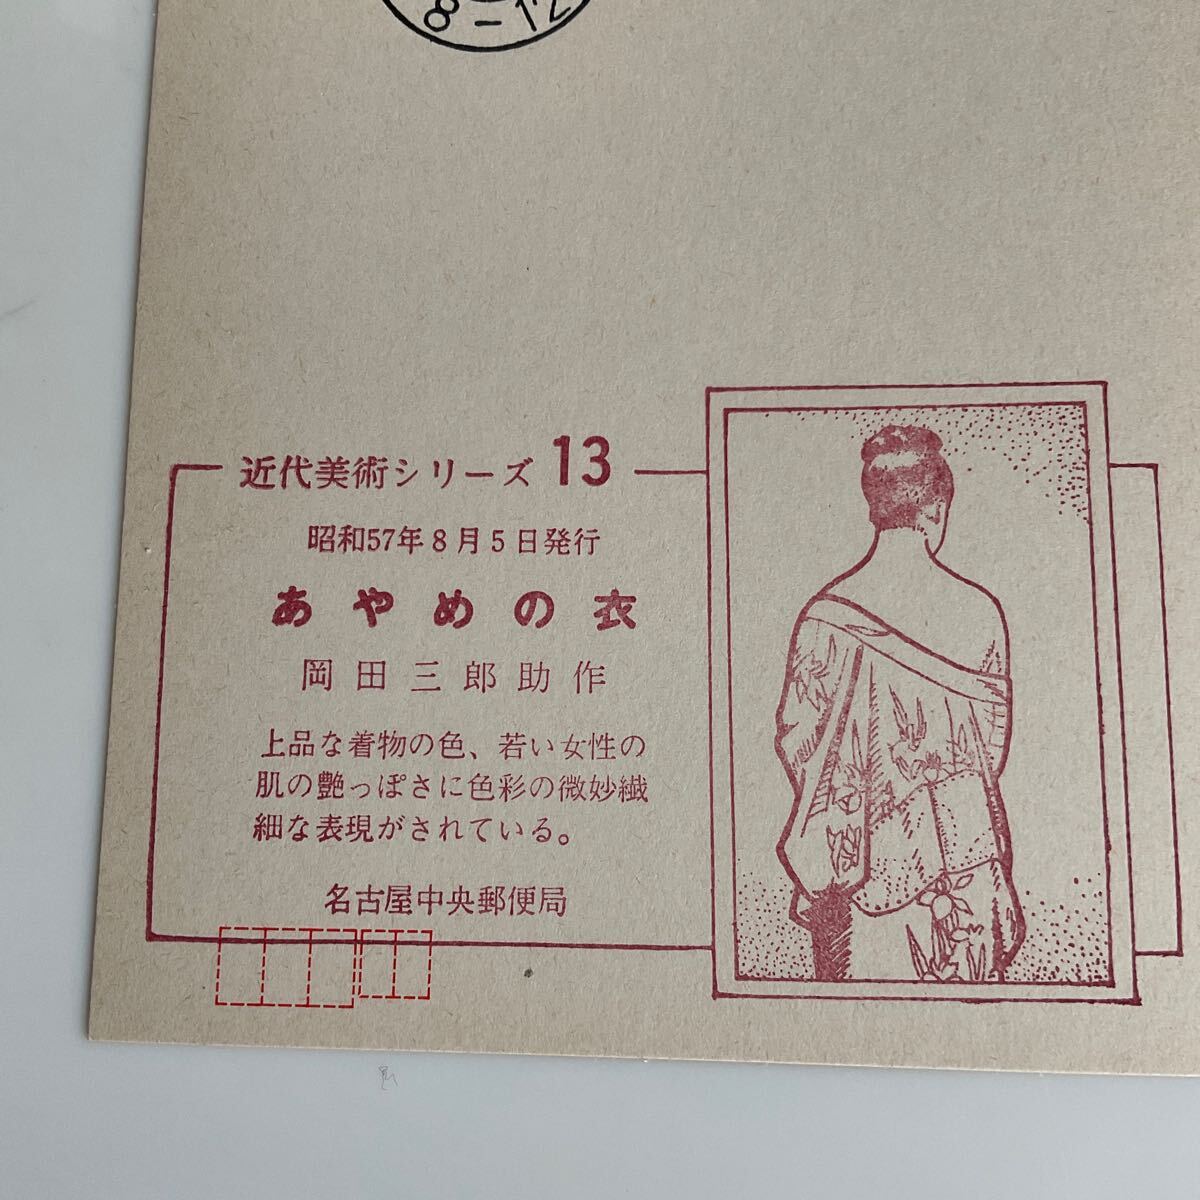 8-12
近代美術シリーズ 13
昭和57年8月5日発行
あやめの衣
岡田三郎助作
上品な着物の色、若い女性の
肌の艶っぽさに色彩の微妙繊
細な表現がされている。
名古屋中央郵便局